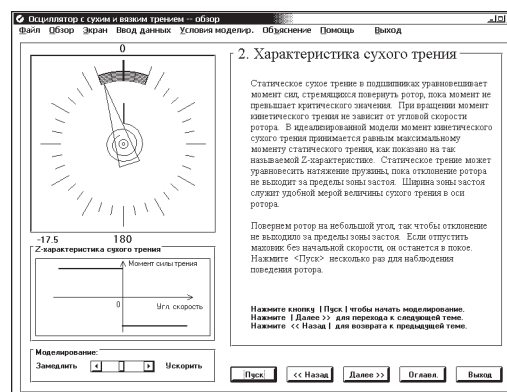 Осциллятор с сухим и вязким трением – обзор
Файл Обзор Экран Ввод данных Условия моделир. Объяснение Помощь Выход
0
-17.5 180
Z-характеристика сухого трения
Момент силы трения
0
Угл. скорость
Моделирование:
Замедлить Ускорить
2. Характеристика сухого трения
Статическое сухое трение в подшипниках уравновешивает
момент сил, стремящихся повернуть ротор, пока момент не
превышает критического значения. При вращении момент
кинетического трения не зависит от угловой скорости
ротора. В идеализированной модели момент кинетического
сухого трения принимается равным максимальному
моменту статического трения, как показано на так
называемой Z-характеристике. Статическое трение может
уравновесить натяжение пружины, пока отклонение ротора
не выходит за пределы зоны застоя. Ширина зоны застоя
служит удобной мерой величины сухого трения в оси
ротора.
Повернем ротор на небольшой угол, так чтобы отклонение
не выходило за пределы зоны застоя. Если отпустить
маховик без начальной скорости, он останется в покое.
Нажмите <Пуск> несколько раз для наблюдения
поведения ротора.
Нажмите кнопку | Пуск | чтобы начать моделирование.
Нажмите | Далее >> для перехода к следующей теме.
Нажмите << Назад | для возврата к предыдущей теме.
Пуск << Назад Далее >> Оглавл. Выход